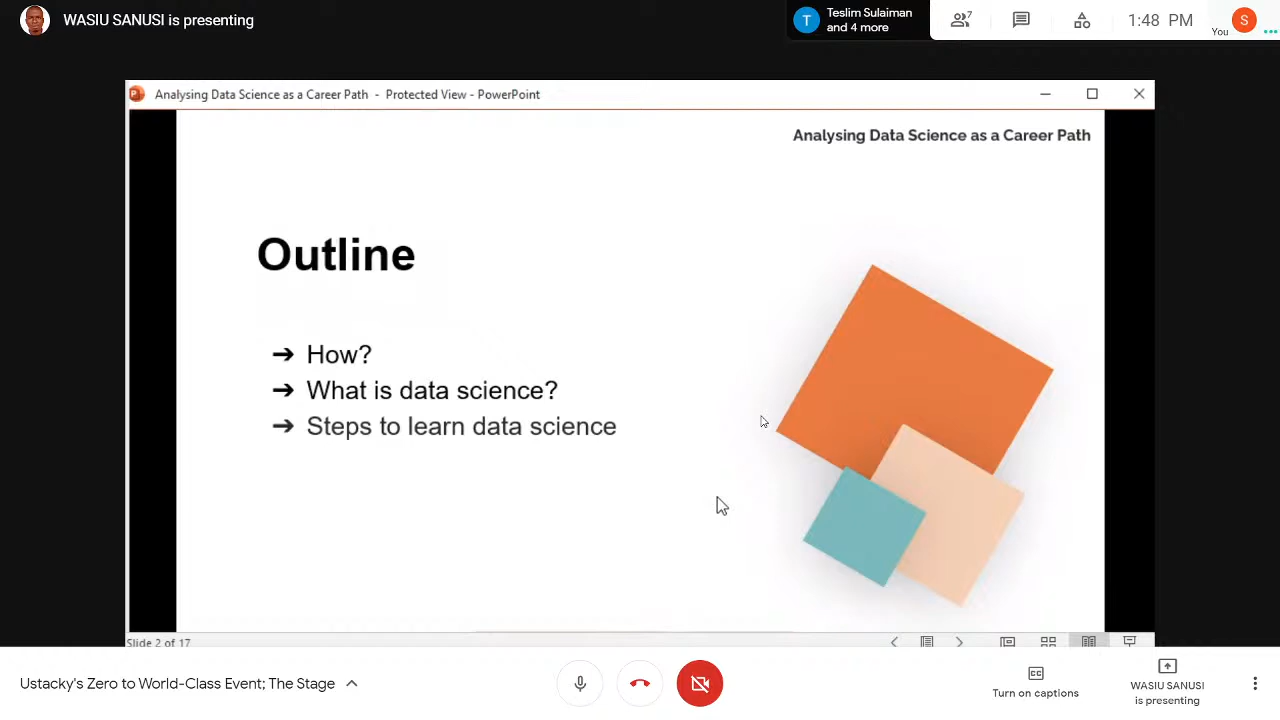 WASIU SANUSI is presenting
T
Teslim Sulaiman
and 4 more
7
1:48 PM
You
S
P
Analysing Data Science as a Career Path - Protected View - PowerPoint
Analysing Data Science as a Career Path
Outline
➔ How?
➔ What is data science?
➔ Steps to learn data science
Slide 2 of 17
Ustacky's Zero to World-Class Event; The Stage
CC
Turn on captions
WASIU SANUSI
is presenting